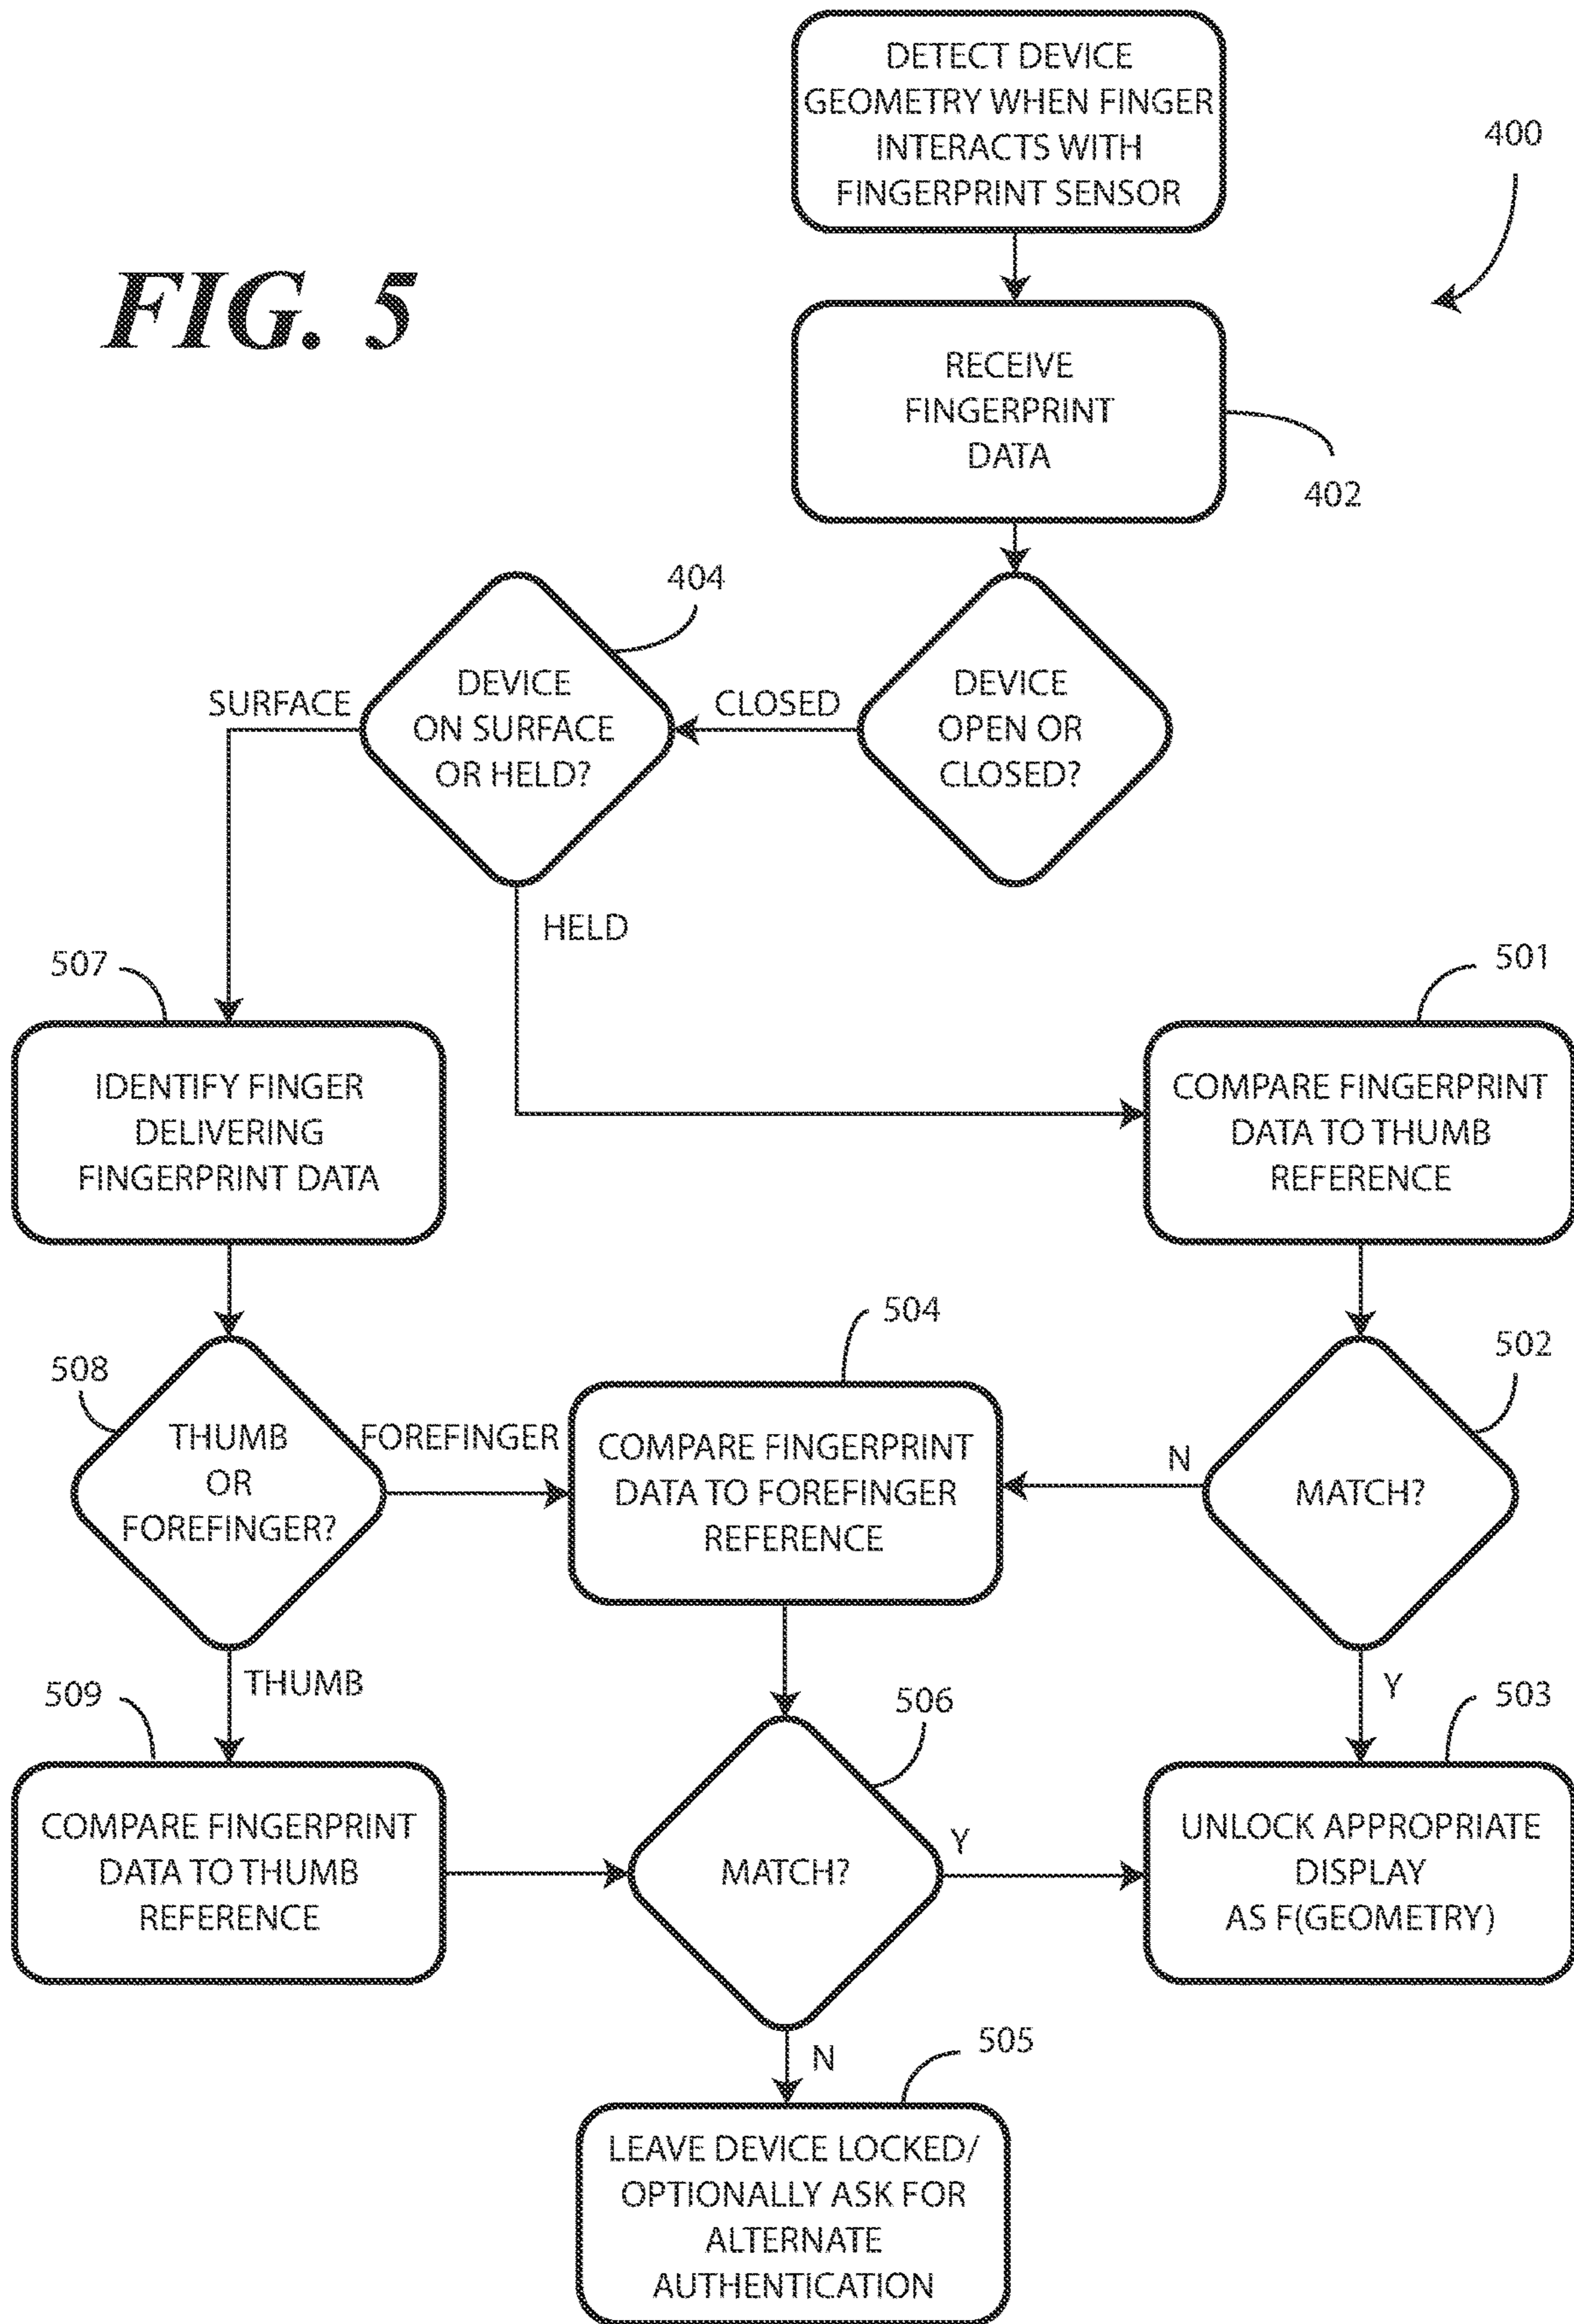 DETECT DEVICE
GEOMETRY WHEN FINGER
INTERACTS WITH
FINGERPRINT SENSOR
400
FIG. 5
RECEIVE
FINGERPRINT
DATA
402
404
DEVICE
ON SURFACE
OR HELD?
SURFACE
CLOSED
DEVICE
OPEN OR
CLOSED?
HELD
507
501
IDENTIFY FINGER
DELIVERING
FINGERPRINT DATA
COMPARE FINGERPRINT
DATA TO THUMB
REFERENCE
504
508
502
THUMB
OR
FOREFINGER?
FOREFINGER
COMPARE FINGERPRINT
DATA TO FOREFINGER
REFERENCE
N
MATCH?
THUMB
Y
509
506
503
COMPARE FINGERPRINT
DATA TO THUMB
REFERENCE
MATCH?
Y
UNLOCK APPROPRIATE
DISPLAY
AS F(GEOMETRY)
N
505
LEAVE DEVICE LOCKED/
OPTIONALLY ASK FOR
ALTERNATE
AUTHENTICATION